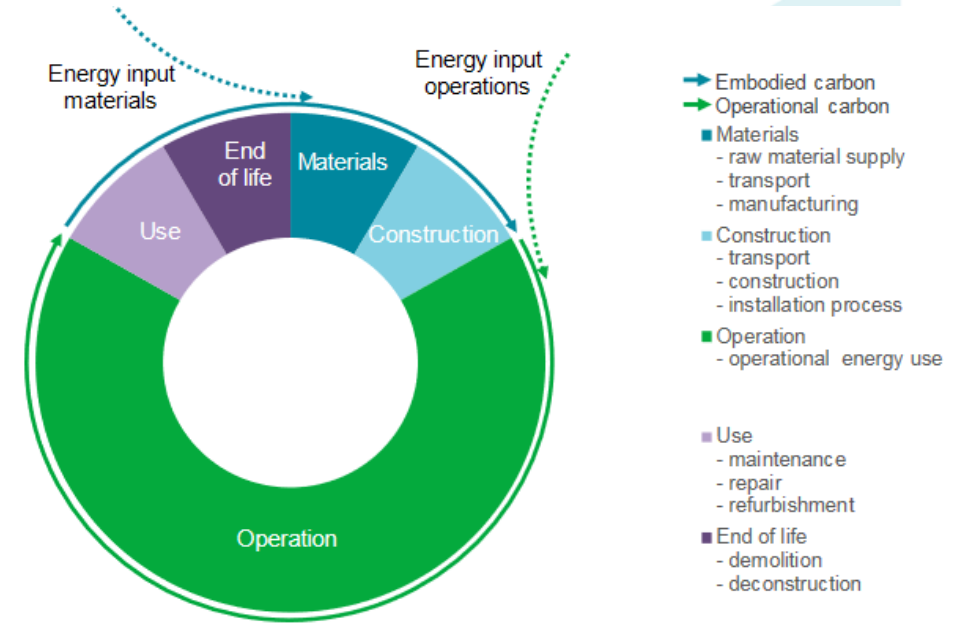 Energy input
materials
Energy input
operations
End
of life
Materials
Use
Construction
Operation
Embodied carbon
Operational carbon
Materials
- raw material supply
- transport
- manufacturing
Construction
- transport
- construction
- installation process
Operation
- operational energy use
Use
- maintenance
- repair
- refurbishment
End of life
- demolition
- deconstruction